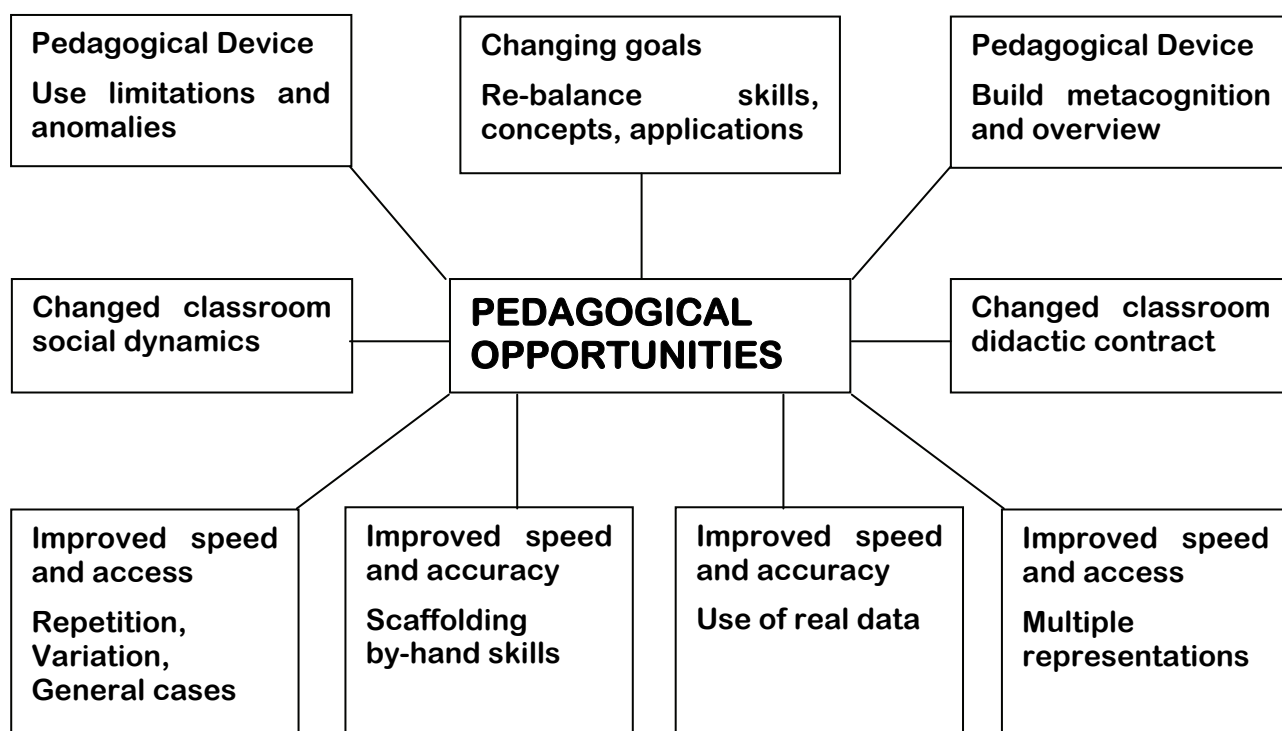 Pedagogical Device
Use limitations and
anomalies
Changing goals
Re-balance skills,
concepts, applications
Pedagogical Device
Build metacognition
and overview
Changed classroom
social dynamics
PEDAGOGICAL
OPPORTUNITIES
Changed classroom
didactic contract
Improved speed
and access
Repetition,
Variation,
General cases
Improved speed
and accuracy
Scaffolding
by-hand skills
Improved speed
and accuracy
Use of real data
Improved speed
and access
Multiple
representations